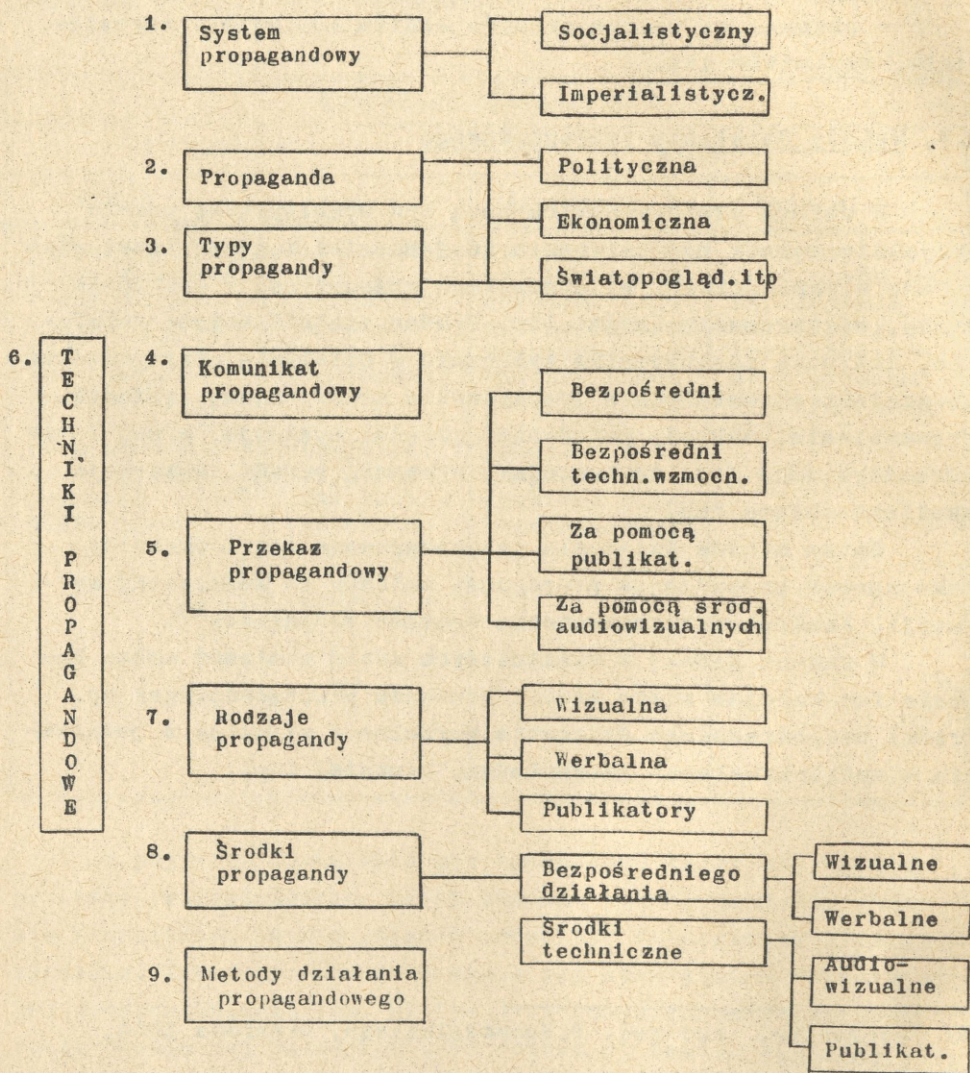 1.
System
propagandowy
Socjalistyczny
Imperialistycz.
2.
Propaganda
Polityczna
Ekonomiczna
3.
Typy
propagandy
Światopogląd.itp
6.
TECHNIKI PROPAGANDOWE
4.
Komunikat
propagandowy
Bezpośredni
Bezpośredni
techn.wzmocn.
5.
Przekaz
propagandowy
Za pomocą
publikat.
Za pomocą środ.
audiowizualnych
7.
Rodzaje
propagandy
Wizualna
Werbalna
Publikatory
8.
Środki
propagandy
Bezpośredniego
działania
Wizualne
Werbalne
Środki
techniczne
Audio-
wizualne
Publikat.
9.
Metody działania
propagandowego